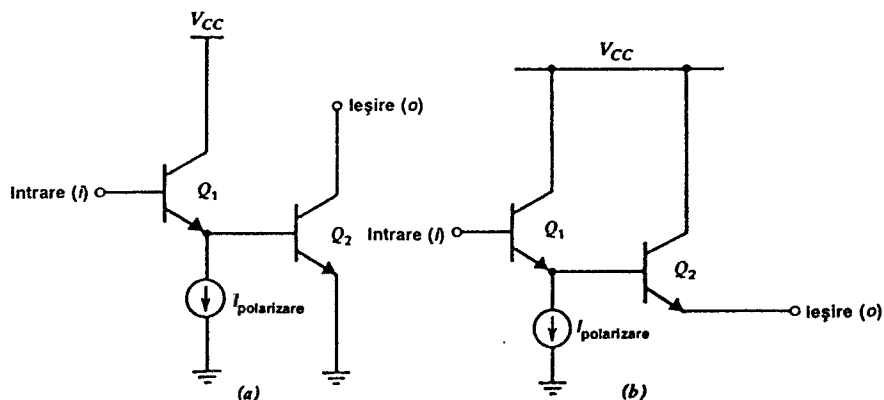 V_CC
Ieşire (o)
Intrare (i)
Q_1
Q_2
I_polarizare
(a)
V_CC
Intrare (i)
Q_1
Q_2
Ieşire (o)
I_polarizare
(b)